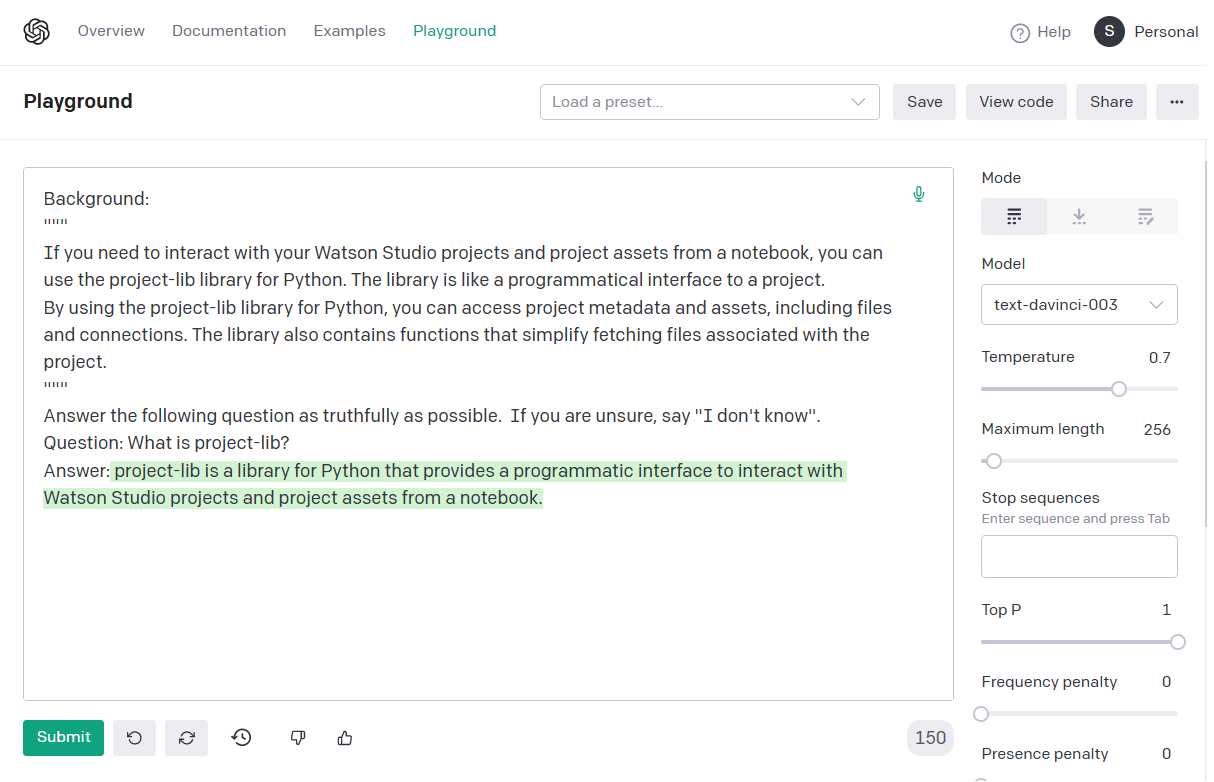 Overview Documentation Examples Playground Help S Personal
Playground Load a preset... Save View code Share ...
Background:
"""
If you need to interact with your Watson Studio projects and project assets from a notebook, you can
use the project-lib library for Python. The library is like a programmatical interface to a project.
By using the project-lib library for Python, you can access project metadata and assets, including files
and connections. The library also contains functions that simplify fetching files associated with the
project.
"""
Answer the following question as truthfully as possible.  If you are unsure, say "I don't know".
Question: What is project-lib?
Answer: project-lib is a library for Python that provides a programmatic interface to interact with
Watson Studio projects and project assets from a notebook.
Submit
150
Mode
Model
text-davinci-003
Temperature 0.7
Maximum length 256
Stop sequences
Enter sequence and press Tab
Top P 1
Frequency penalty 0
Presence penalty 0